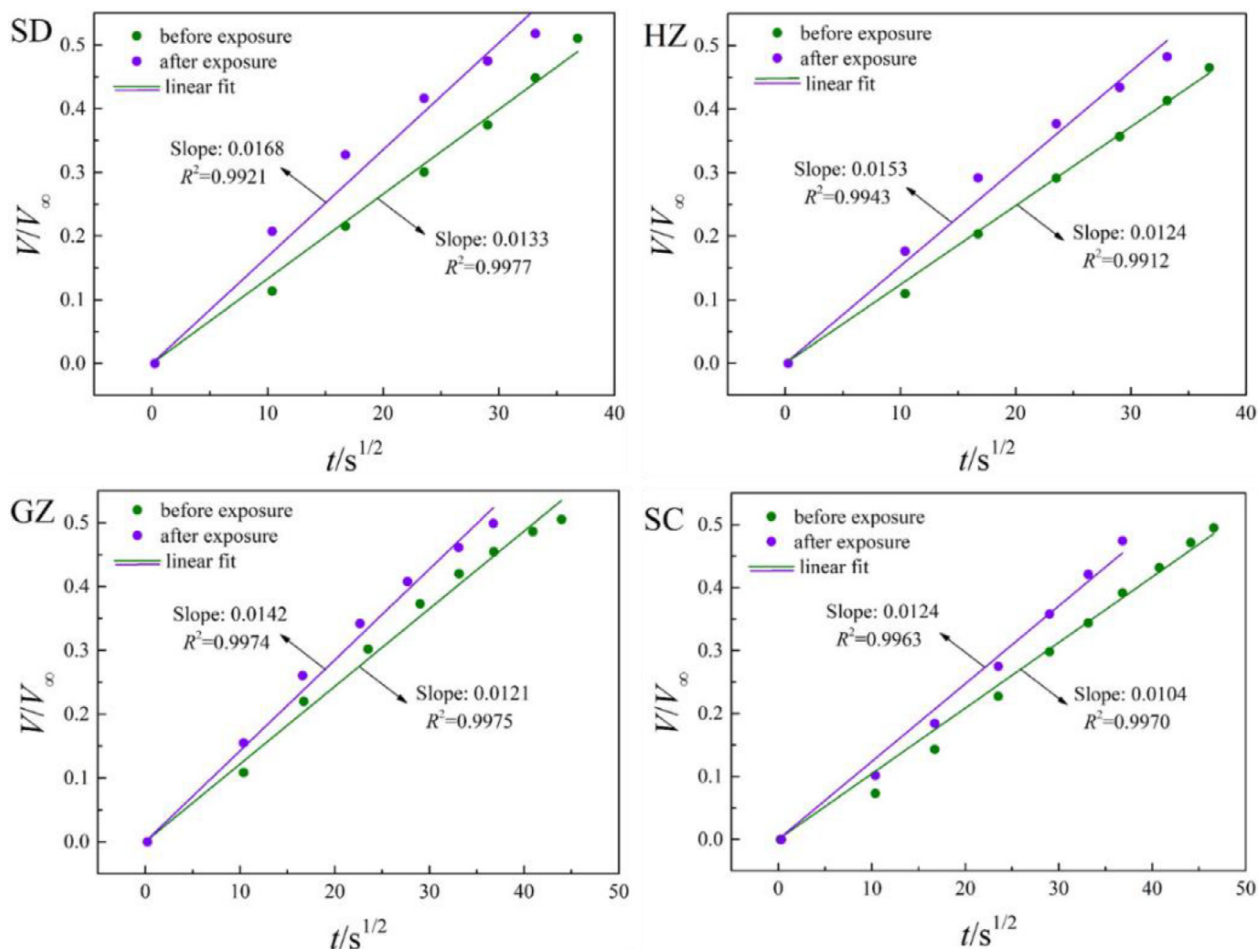 SD
before exposure
after exposure
linear fit
Slope: 0.0168
R²=0.9921
Slope: 0.0133
R²=0.9977
0.5
0.4
0.3
0.2
0.1
0.0
V/V∞
0 10 20 30 40
t/s^1/2
HZ
before exposure
after exposure
linear fit
Slope: 0.0153
R²=0.9943
Slope: 0.0124
R²=0.9912
0.5
0.4
0.3
0.2
0.1
0.0
V/V∞
0 10 20 30 40
t/s^1/2
GZ
before exposure
after exposure
linear fit
Slope: 0.0142
R²=0.9974
Slope: 0.0121
R²=0.9975
0.5
0.4
0.3
0.2
0.1
0.0
V/V∞
0 10 20 30 40 50
t/s^1/2
SC
before exposure
after exposure
linear fit
Slope: 0.0124
R²=0.9963
Slope: 0.0104
R²=0.9970
0.5
0.4
0.3
0.2
0.1
0.0
V/V∞
0 10 20 30 40 50
t/s^1/2